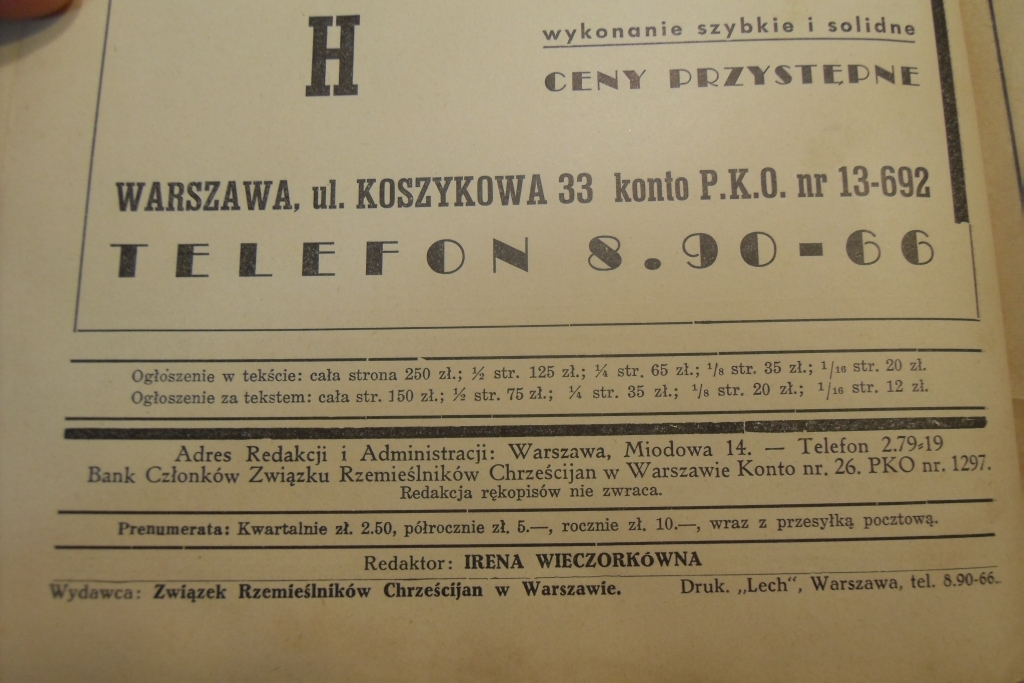 H
wykonanie szybkie i solidne
CENY PRZYSTĘPNE
WARSZAWA, ul. KOSZYKOWA 33 konto P.K.O. nr 13-692
TELEFON 8.90-66
Ogłoszenie w tekście: cała strona 250 zł.; ½ str. 125 zł.; ¼ str. 65 zł.; ⅛ str. 35 zł.; 1/16 str. 20 zł.
Ogłoszenie za tekstem: cała str. 150 zł.; ½ str. 75 zł.; ¼ str. 35 zł.; ⅛ str. 20 zł.; 1/16 str. 12 zł.
Adres Redakcji i Administracji: Warszawa, Miodowa 14. — Telefon 2.79-19
Bank Członków Związku Rzemieślników Chrześcijan w Warszawie Konto nr. 26. PKO nr. 1297.
Redakcja rękopisów nie zwraca.
Prenumerata: Kwartalnie zł. 2.50, półrocznie zł. 5.—, rocznie zł. 10.—, wraz z przesyłką pocztową.
Redaktor: IRENA WIECZORKÓWNA
Wydawca: Związek Rzemieślników Chrześcijan w Warszawie. Druk. „Lech“, Warszawa, tel. 8.90-66.